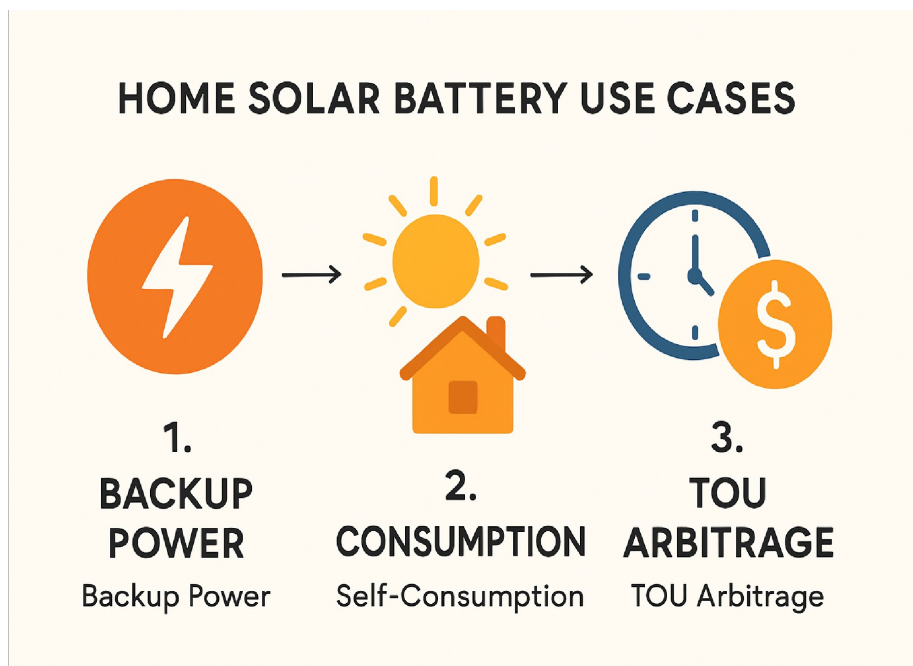 HOME SOLAR BATTERY USE CASES
$
1.
BACKUP
POWER
Backup Power
2.
CONSUMPTION
Self-Consumption
3.
TOU
ARBITRAGE
TOU Arbitrage